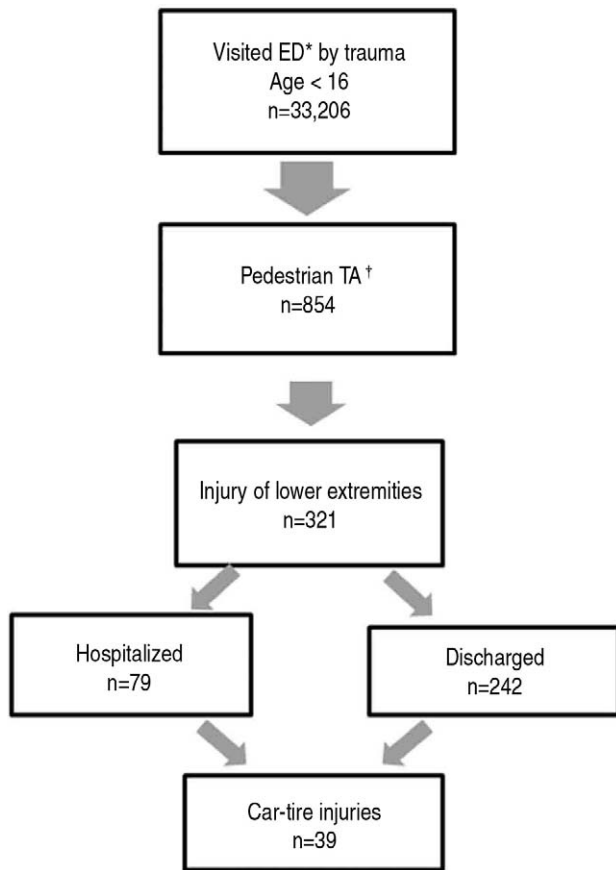 Visited ED* by trauma
Age < 16
n=33,206
Pedestrian TA †
n=854
Injury of lower extremities
n=321
Hospitalized
n=79
Discharged
n=242
Car-tire injuries
n=39